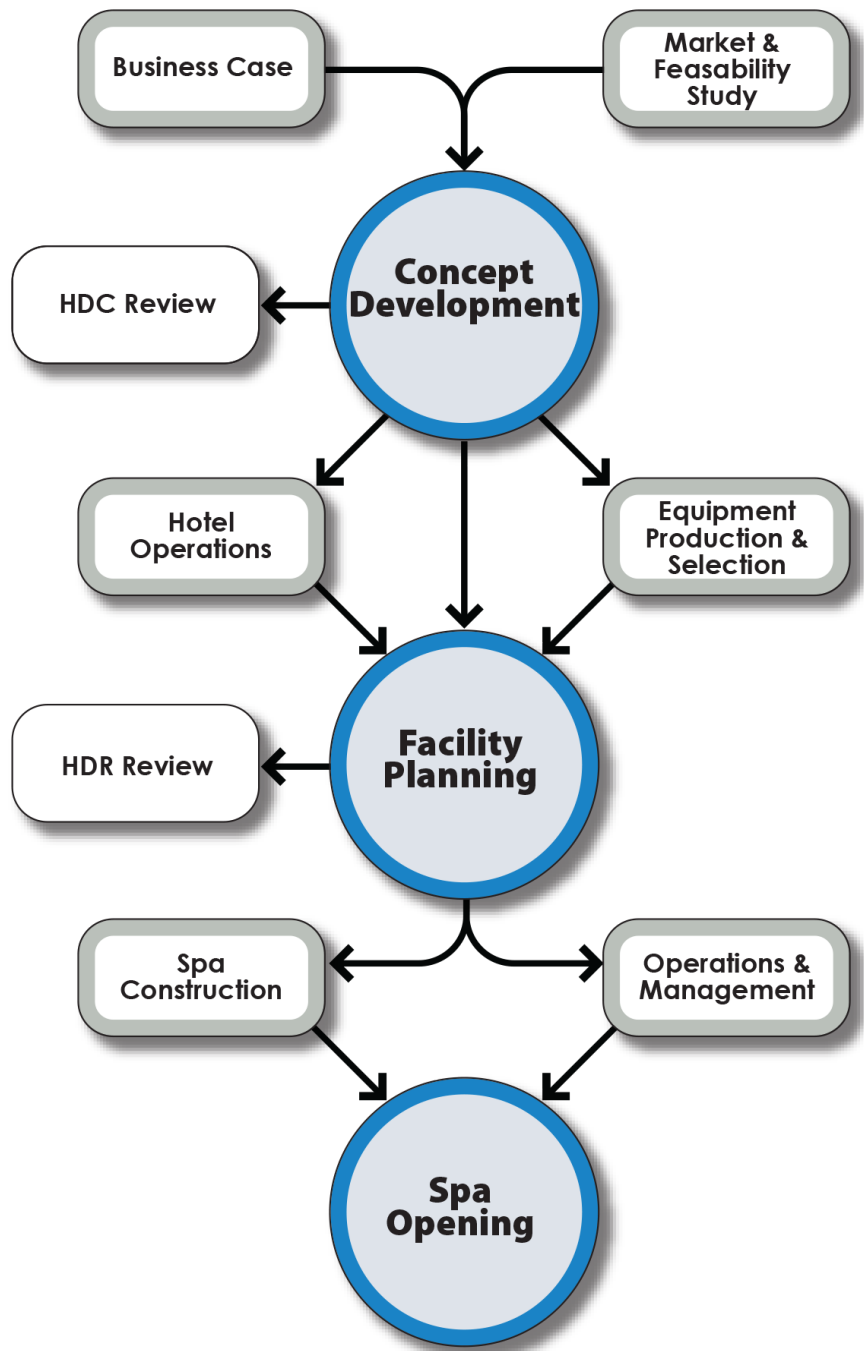 Business Case
Market &
Feasability
Study
Concept
Development
HDC Review
Hotel
Operations
Equipment
Production &
Selection
Facility
Planning
HDR Review
Spa
Construction
Operations &
Management
Spa
Opening